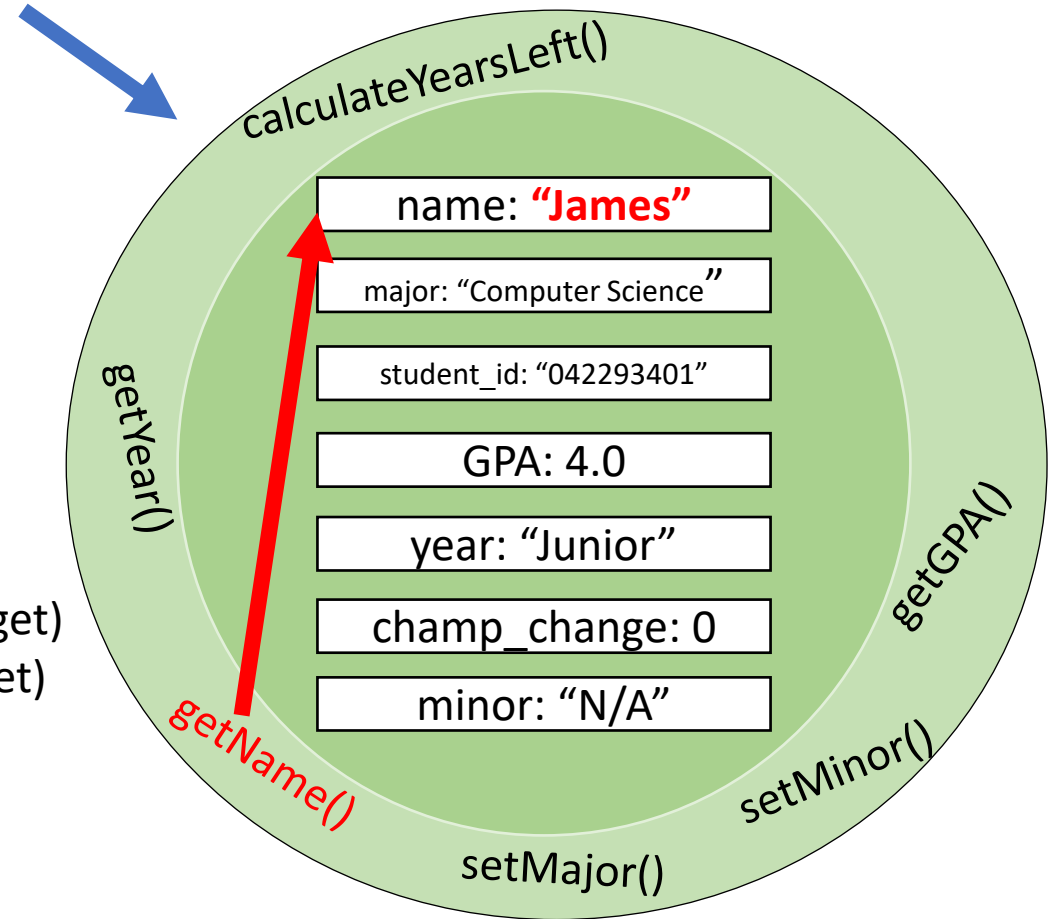 calculateYearsLeft()
name: “James”
major: “Computer Science”
student_id: “042293401”
getYear()
GPA: 4.0
year: “Junior”
getGPA()
get)
champ_change: 0
et)
minor: “N/A”
getName()
setMinor()
setMajor()